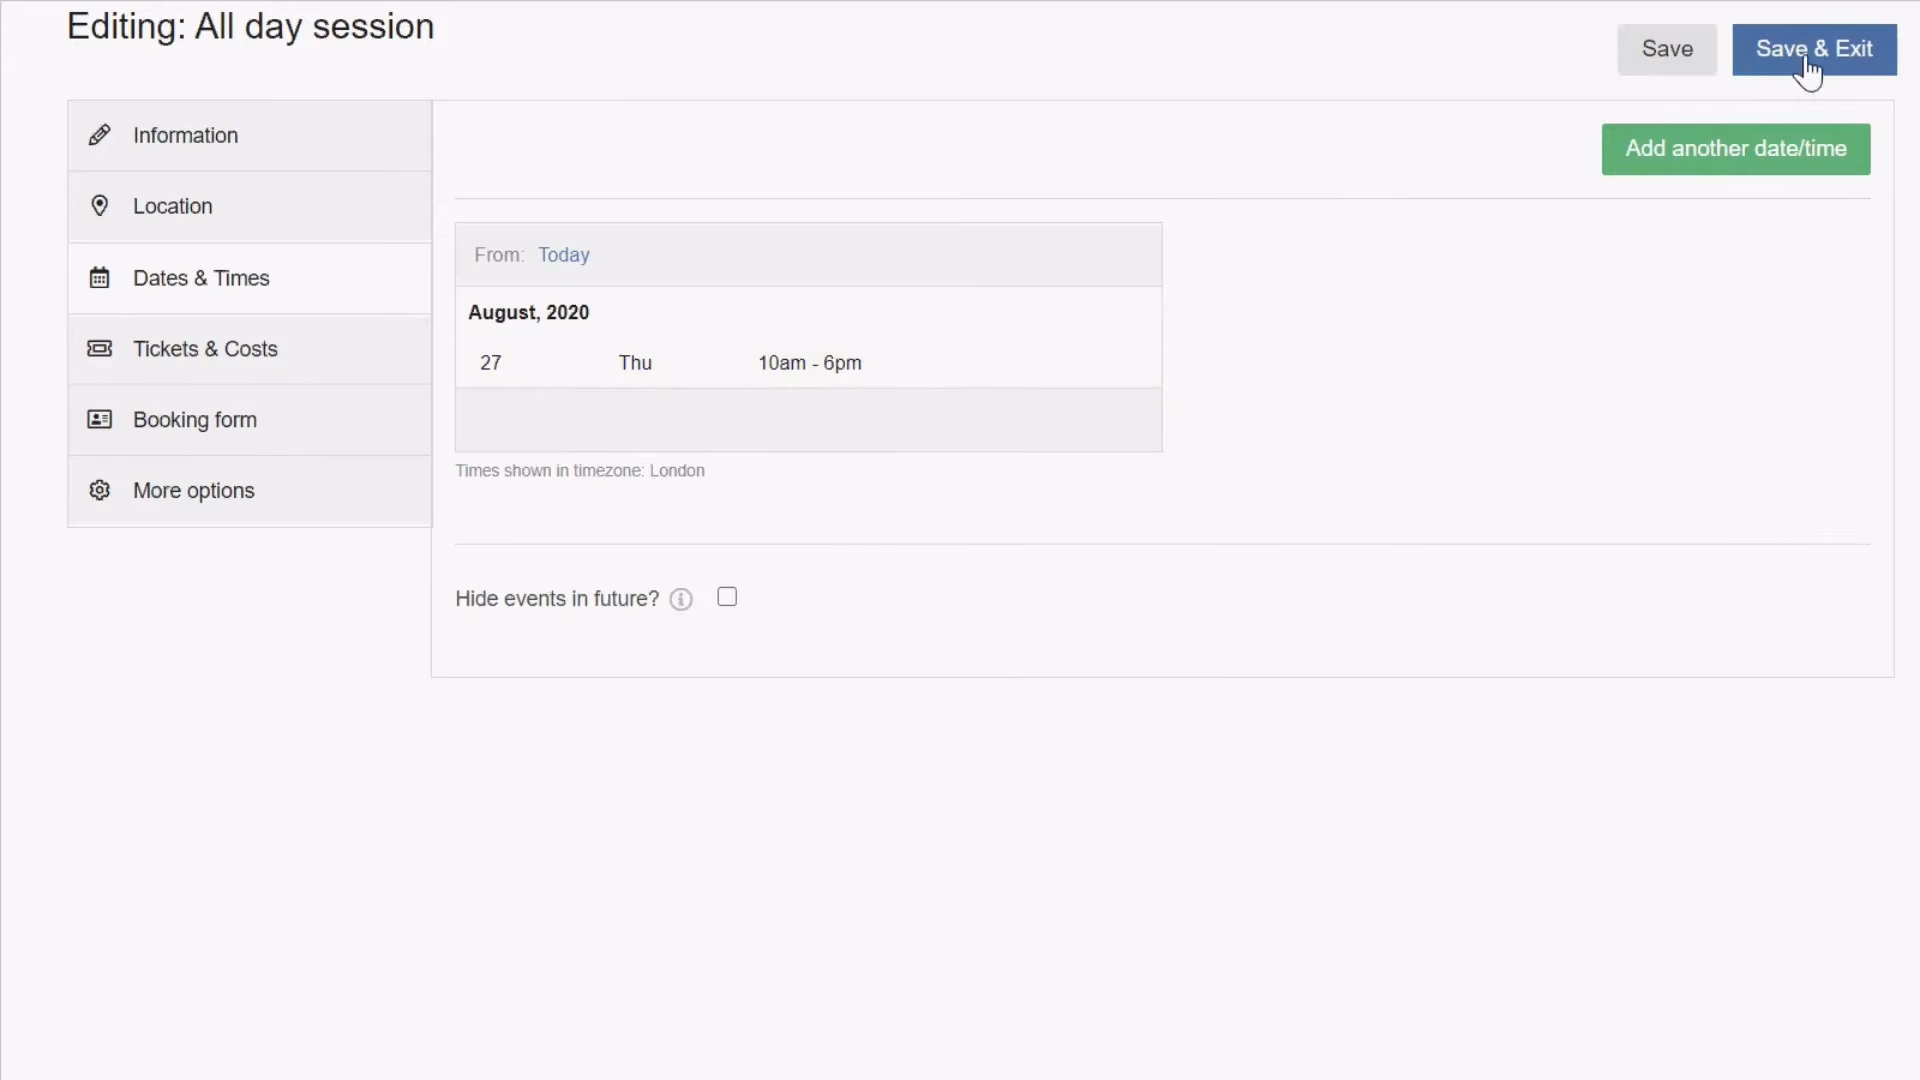 Editing: All day session
Save
Save & Exit
Information
Location
Dates & Times
Tickets & Costs
Booking form
More options
Add another date/time
From: Today
August, 2020
27 Thu 10am - 6pm
Times shown in timezone: London
Hide events in future?